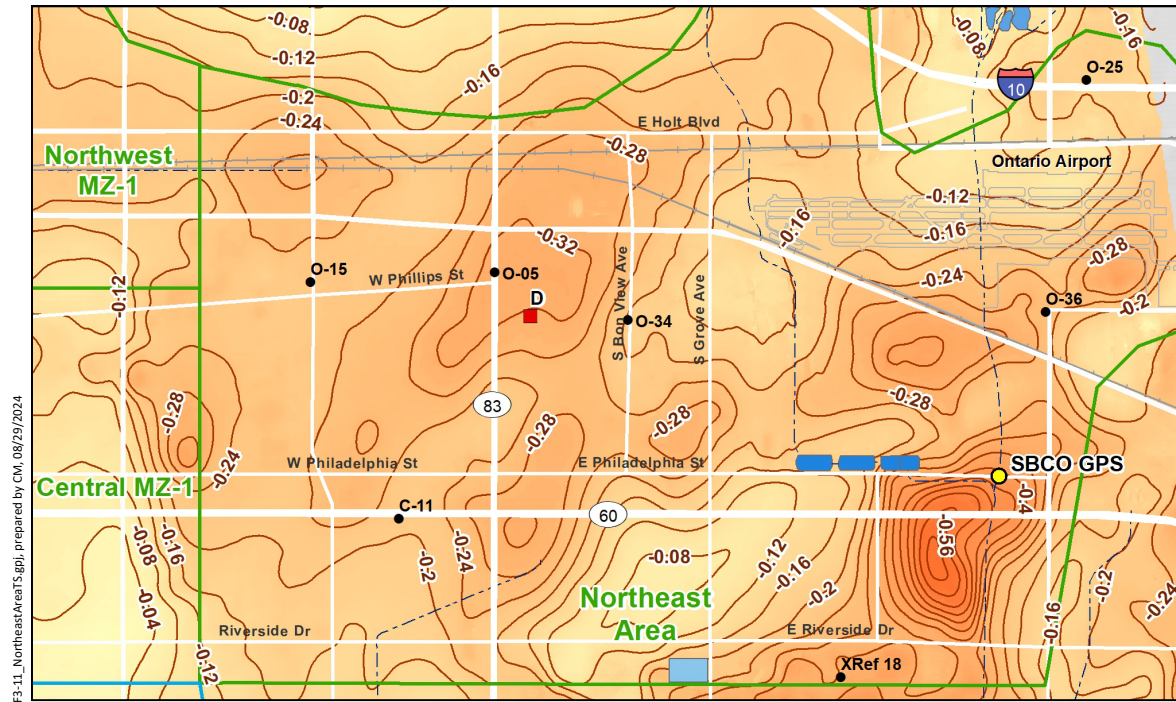 -0.08
-0.12
-0.16
-0.2
-0.24
-0.08
-0.16
O-25
10
E Holt Blvd
-0.28
Northwest
MZ-1
Ontario Airport
-0.12
-0.16
-0.16
-0.32
-0.28
-0.24
O-15
W Phillips St
O-05
D
O-34
S Bon View Ave
S Grove Ave
O-36
-0.2
-0.12
-0.28
83
-0.28
-0.28
-0.28
-0.24
W Philadelphia St
E Philadelphia St
SBCO GPS
Central MZ-1
C-11
60
-0.4
-0.56
-0.08
-0.16
-0.04
-0.24
-0.2
-0.08
-0.12
-0.16
-0.2
-0.2
-0.24
-0.16
Northeast
Area
Riverside Dr
E Riverside Dr
-0.12
XRef 18
F3-11_NortheastAreaTS.gpj, prepared by CM, 08/29/2024